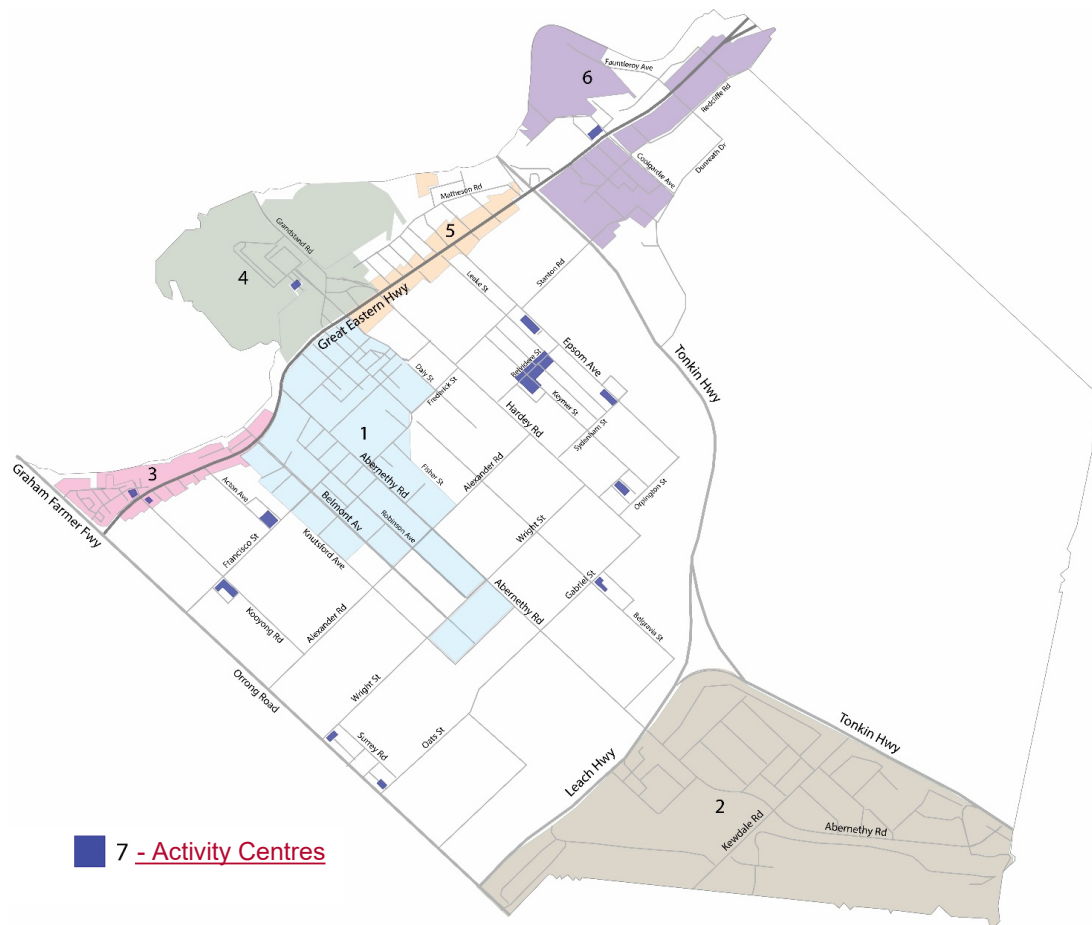 6
Fauntleroy Ave
Redcliffe Rd
Coolgardie Ave
Dunreath Dr
Matheson Rd
5
Grandstand Rd
4
Stanton Rd
Leake St
Great Eastern Hwy
Epsom Ave
Tonkin Hwy
Belvidere St
Daly St
Frederick St
Keymer St
Hardey Rd
Sydenham St
1
Abernethy Rd
Fisher St
Alexander Rd
3
Graham Farmer Fwy
Acton Ave
Belmont Av
Robinson Ave
Orpington St
Francisco St
Knutsford Ave
Wright St
Gabriel St
Abernethy Rd
Belgravia St
Kooyong Rd
Alexander Rd
Orrong Road
Wright St
Surrey Rd
Oats St
Tonkin Hwy
Leach Hwy
2
Kewdale Rd
Abernethy Rd
7 - Activity Centres